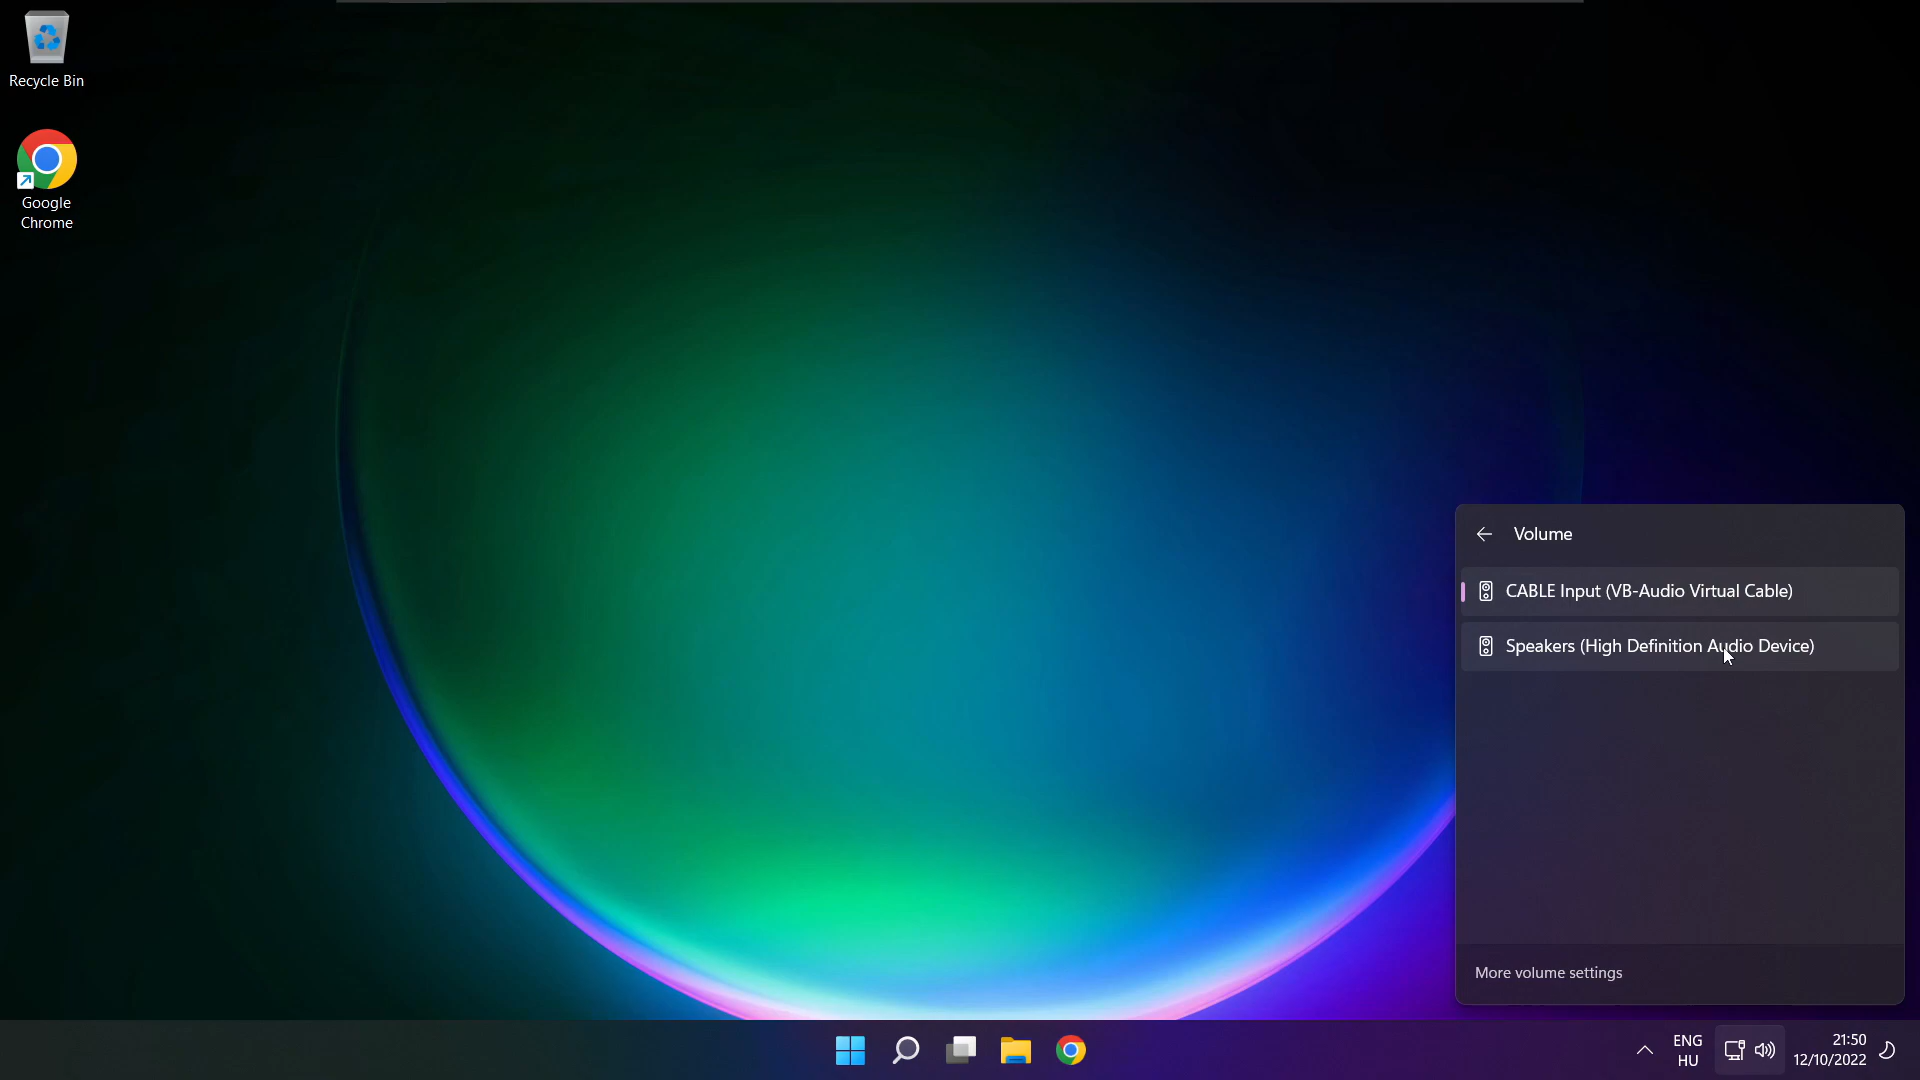 Recycle Bin
Google
Chrome
Volume
CABLE Input (VB-Audio Virtual Cable)
Speakers (High Definition Audio Device)
More volume settings
ENG
HU
21:50
12/10/2022